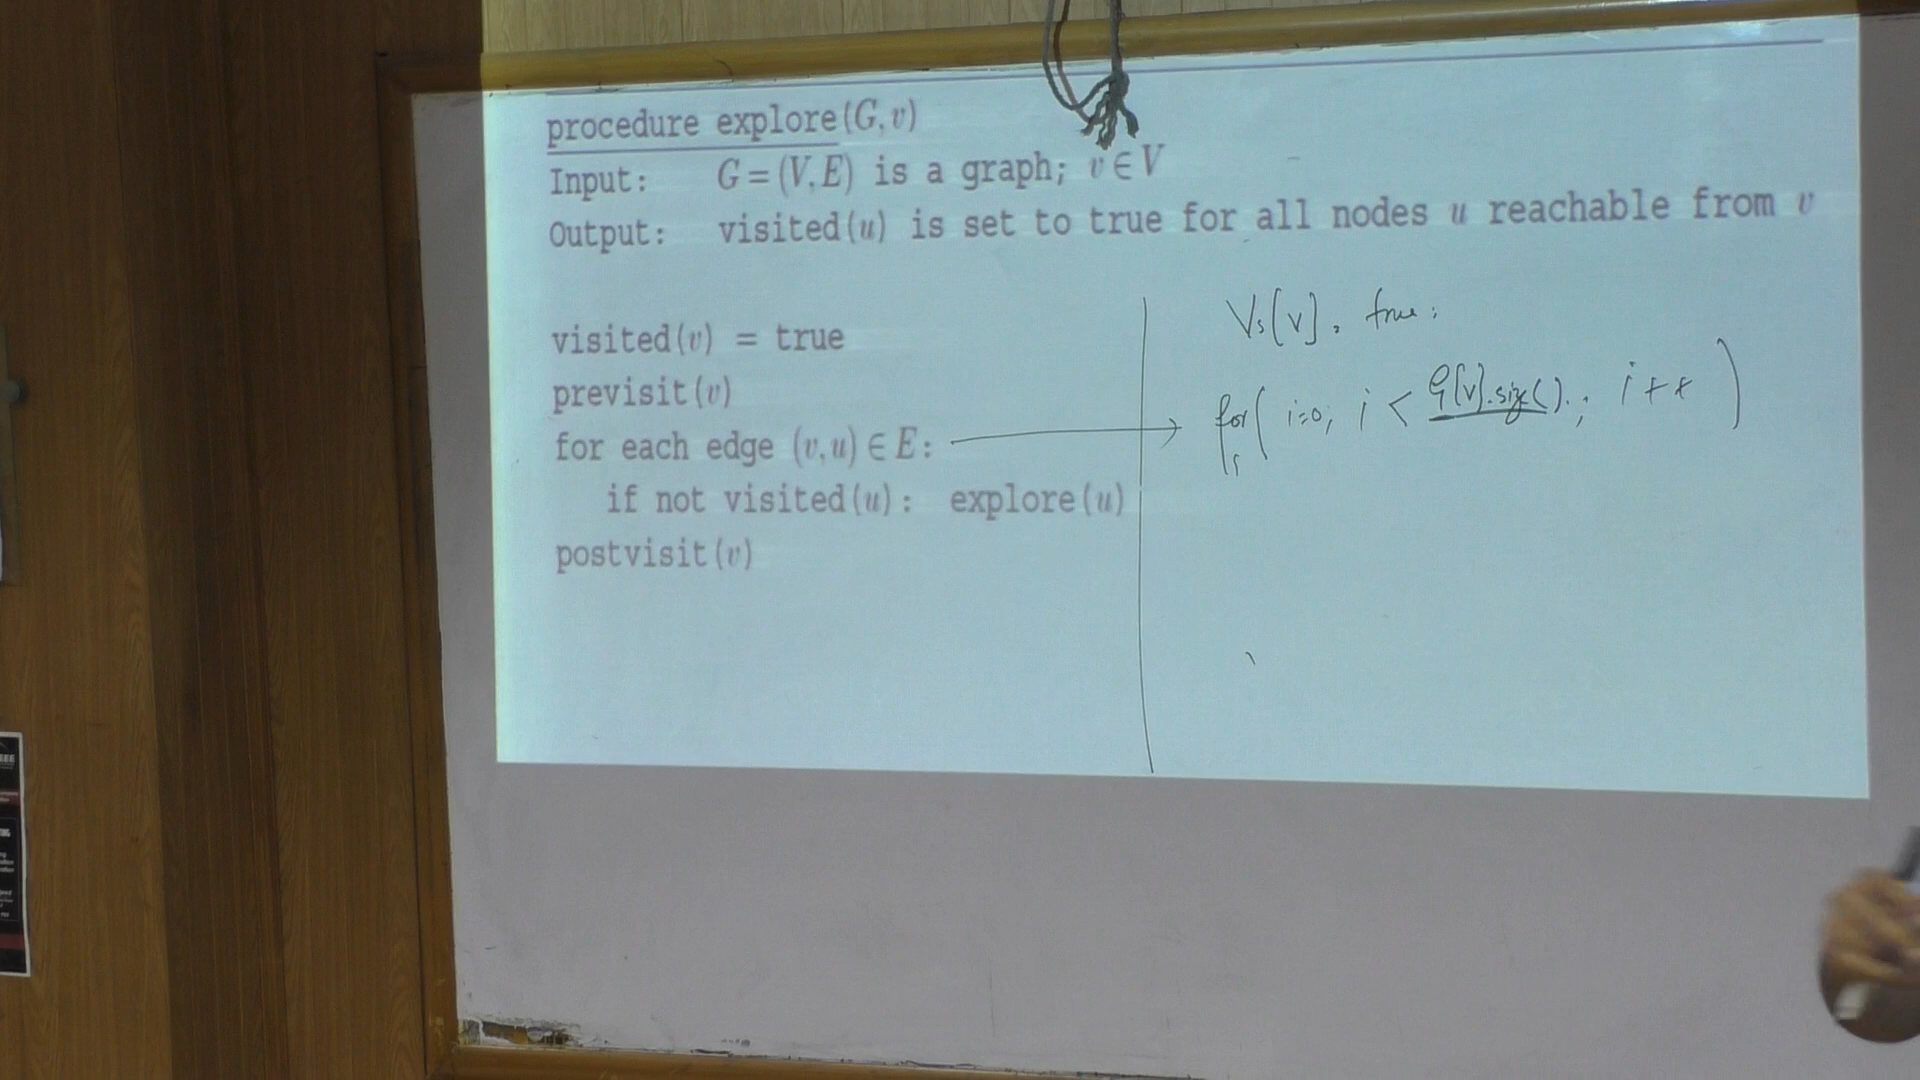 procedure explore(G, v)
Input: G = (V, E) is a graph; v ∈ V
Output: visited(u) is set to true for all nodes u reachable from v
visited(v) = true
previsit(v)
for each edge (v, u) ∈ E:
if not visited(u): explore(u)
postvisit(v)
Vs[v] = true;
for( i=0; i < G[v].size(); i++ )
{
EEE